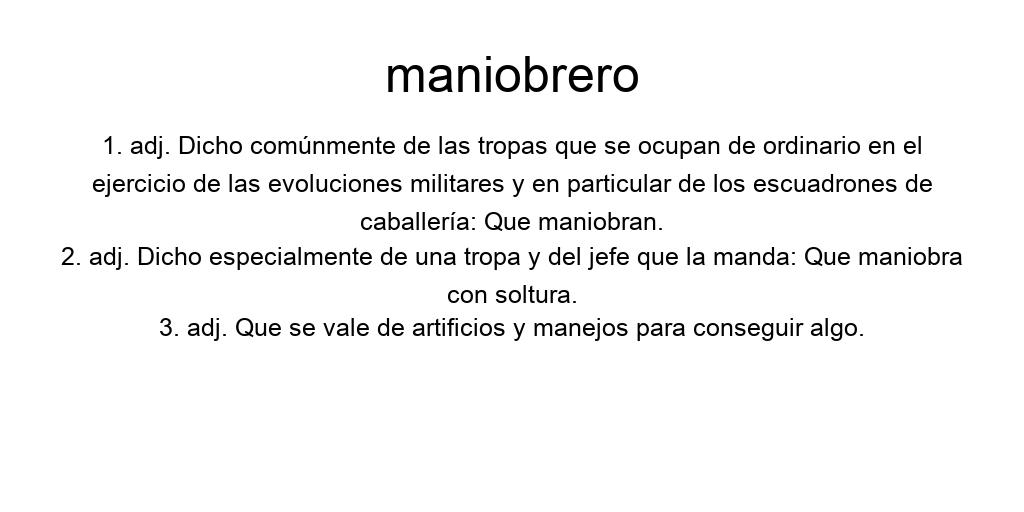 maniobrero
1. adj. Dicho comúnmente de las tropas que se ocupan de ordinario en el
ejercicio de las evoluciones militares y en particular de los escuadrones de
caballería: Que maniobran.
2. adj. Dicho especialmente de una tropa y del jefe que la manda: Que maniobra
con soltura.
3. adj. Que se vale de artificios y manejos para conseguir algo.